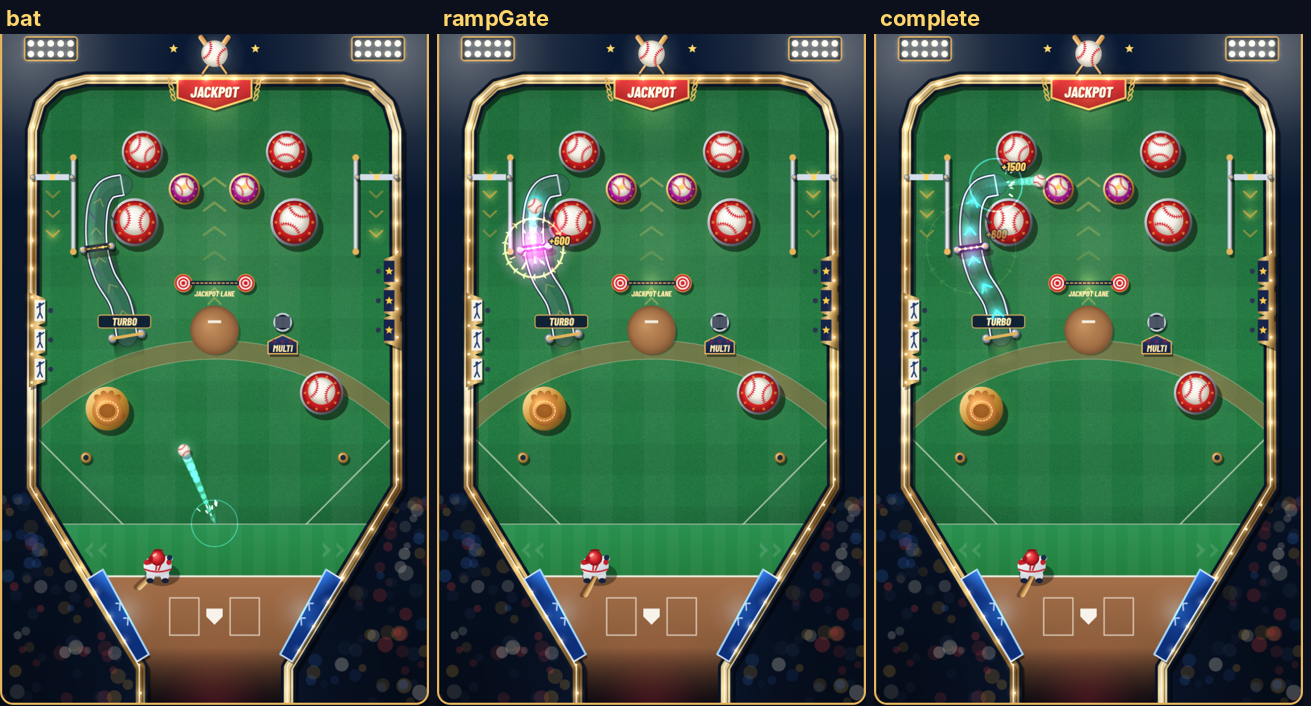 bat
rampGate
complete
JACKPOT
JACKPOT LANE
TURBO
MULTI
JACKPOT
+600
JACKPOT LANE
TURBO
MULTI
JACKPOT
+1500
+600
JACKPOT LANE
TURBO
MULTI